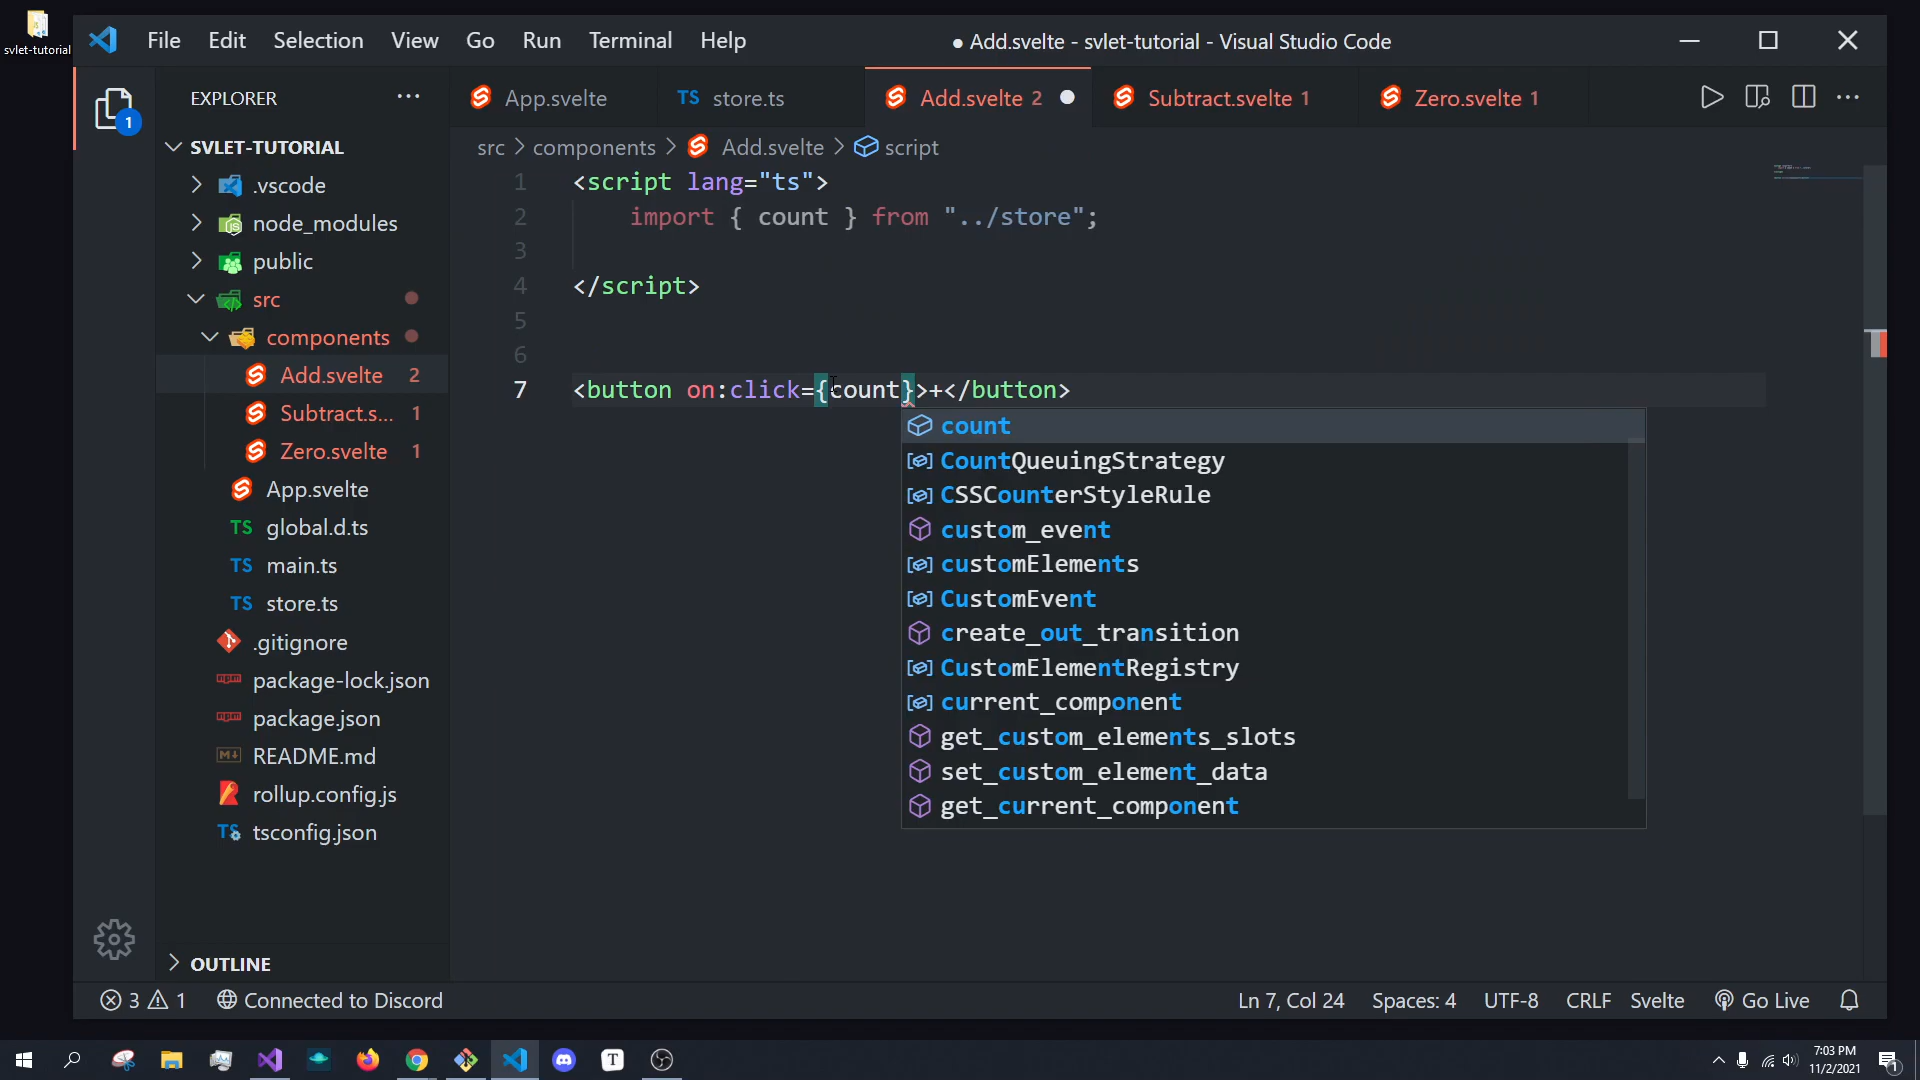 svlet-tutorial
File Edit Selection View Go Run Terminal Help
● Add.svelte - svlet-tutorial - Visual Studio Code
1
EXPLORER
SVLET-TUTORIAL
.vscode
node_modules
public
src
components
Add.svelte 2
Subtract.s... 1
Zero.svelte 1
App.svelte
global.d.ts
TS main.ts
TS store.ts
.gitignore
package-lock.json
package.json
README.md
rollup.config.js
tsconfig.json
OUTLINE
App.svelte TS store.ts Add.svelte 2 Subtract.svelte 1 Zero.svelte 1
src > components > Add.svelte > script
1 <script lang="ts">
2 import { count } from "../store";
3
4 </script>
5
6
7 <button on:click={count}>+</button>
count
CountQueuingStrategy
CSSCounterStyleRule
custom_event
customElements
CustomEvent
create_out_transition
CustomElementRegistry
current_component
get_custom_elements_slots
set_custom_element_data
get_current_component
3 1 Connected to Discord Ln 7, Col 24 Spaces: 4 UTF-8 CRLF Svelte Go Live
7:03 PM
11/2/2021
1